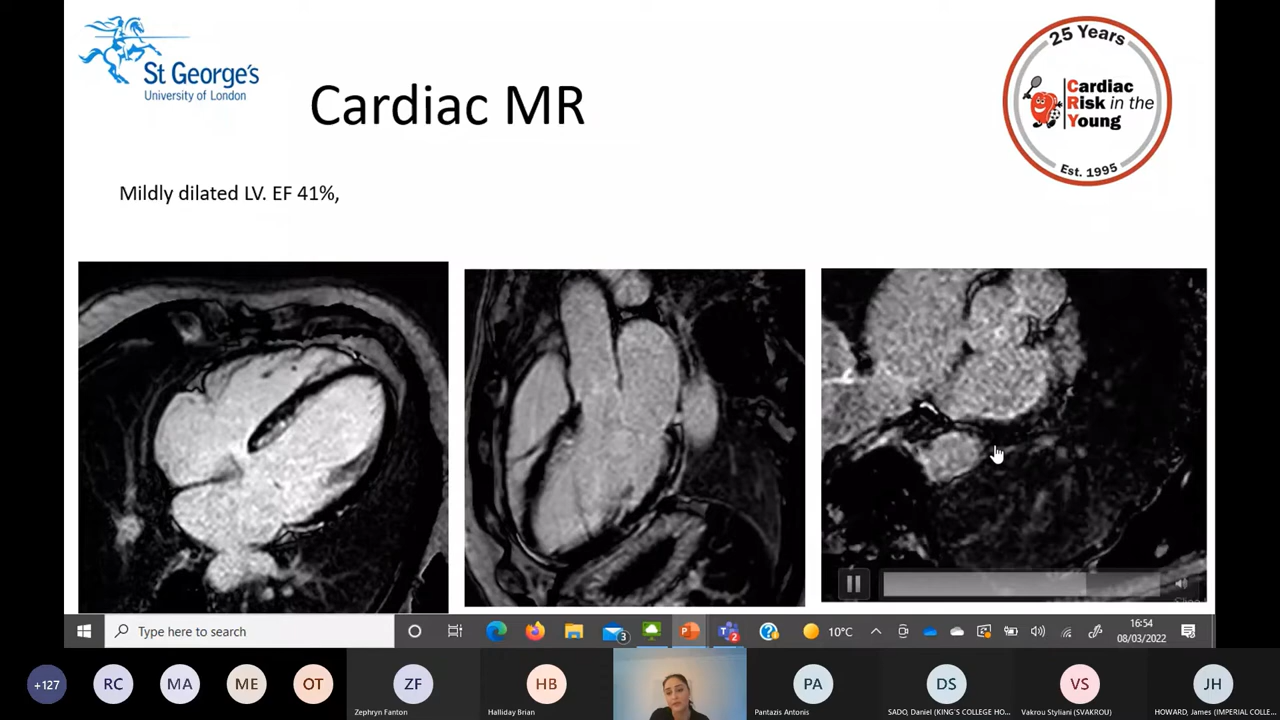 St George's
University of London
Cardiac MR
25 Years
Cardiac
Risk in the
Young
Est. 1995
Mildly dilated LV. EF 41%,
Type here to search
3
2
10°C
16:54
08/03/2022
+127
RC
MA
ME
OT
ZF
Zephryn Fanton
HB
Halliday Brian
PA
Pantazis Antonis
DS
SADO, Daniel (KING'S COLLEGE HO...
VS
Vakrou Styliani (SVAKROU)
JH
HOWARD, James (IMPERIAL COLLE...